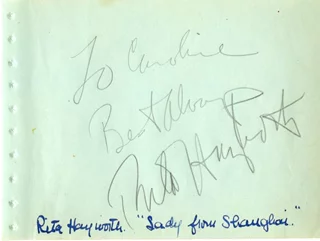 To Caroline
Best Always
Rita Hayworth
Rita Hayworth. "Lady from Shanghai."